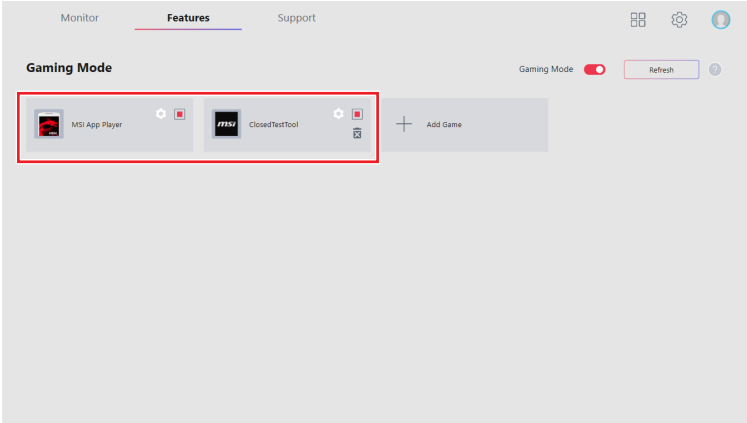 Monitor Features Support
Gaming Mode
Gaming Mode Refresh ?
MSI App Player
msi ClosedTestTool
Add Game